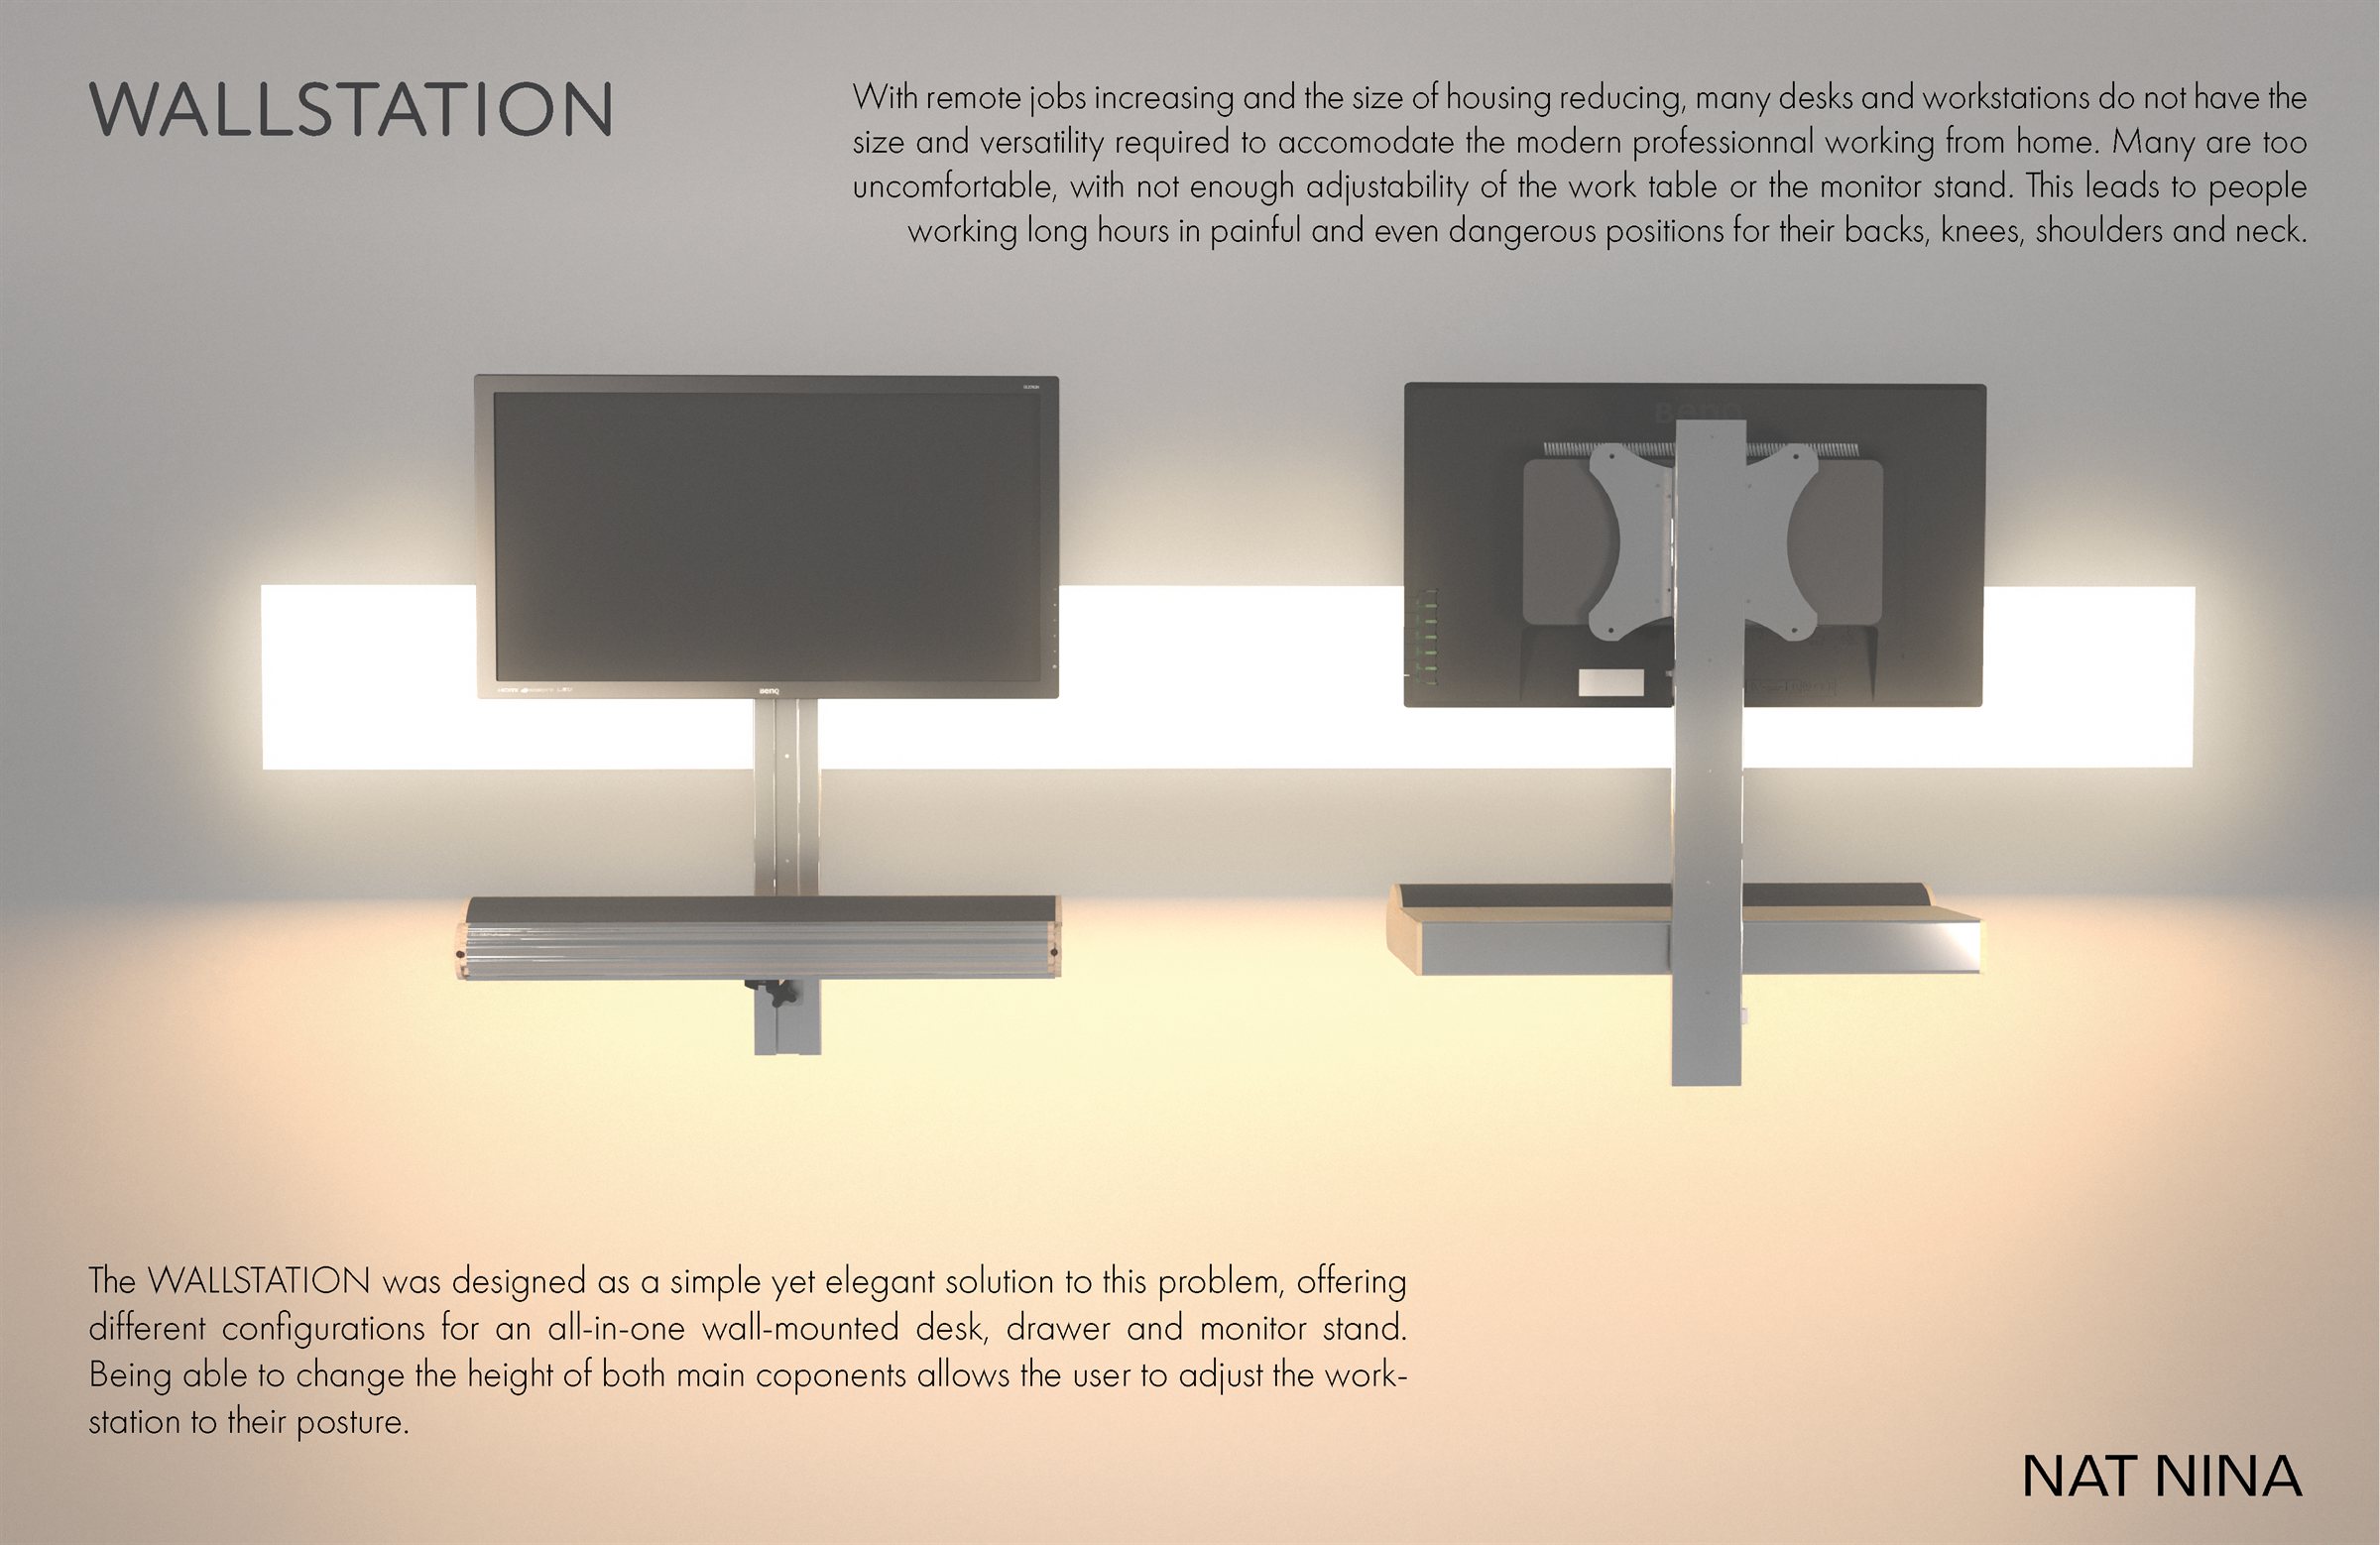 WALLSTATION
With remote jobs increasing and the size of housing reducing, many desks and workstations do not have the
size and versatility required to accomodate the modern professionnal working from home. Many are too
uncomfortable, with not enough adjustability of the work table or the monitor stand. This leads to people
working long hours in painful and even dangerous positions for their backs, knees, shoulders and neck.
BenQ
BenQ
The WALLSTATION was designed as a simple yet elegant solution to this problem, offering
different configurations for an all-in-one wall-mounted desk, drawer and monitor stand.
Being able to change the height of both main coponents allows the user to adjust the work-
station to their posture.
NAT NINA